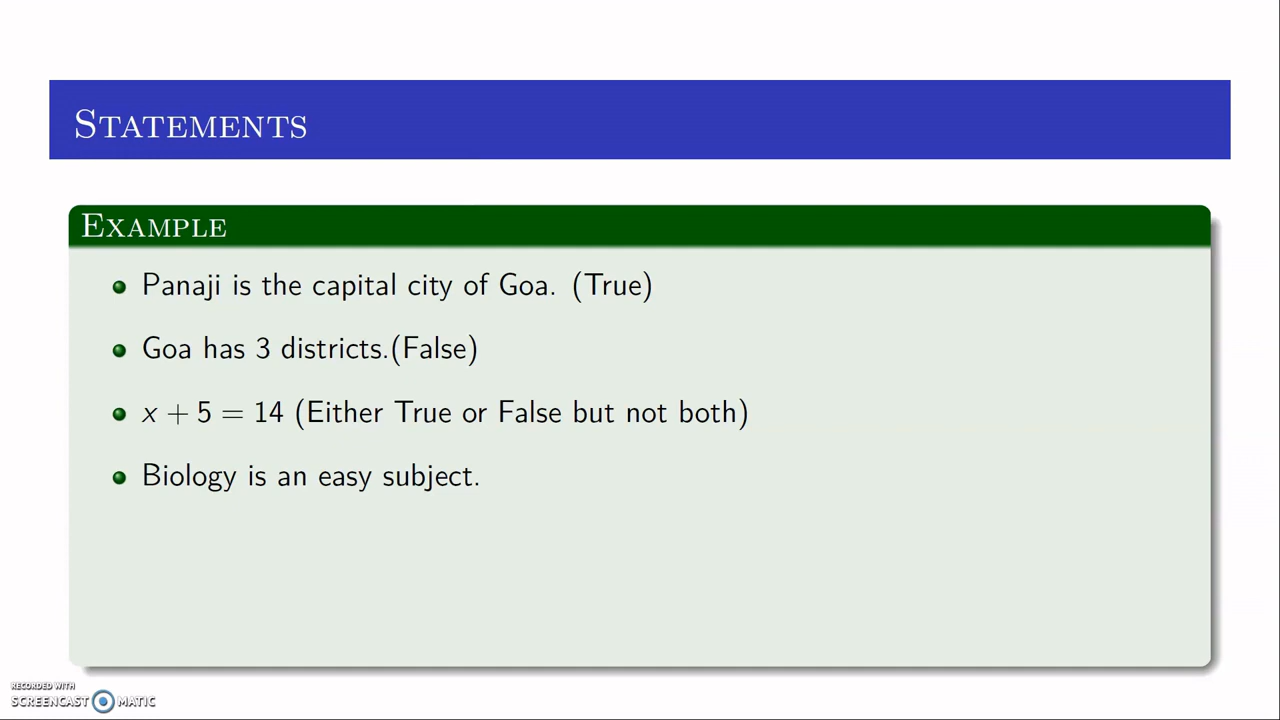 STATEMENTS
EXAMPLE
Panaji is the capital city of Goa. (True)
Goa has 3 districts.(False)
x + 5 = 14 (Either True or False but not both)
Biology is an easy subject.
RECORDED WITH
SCREENCAST MATIC